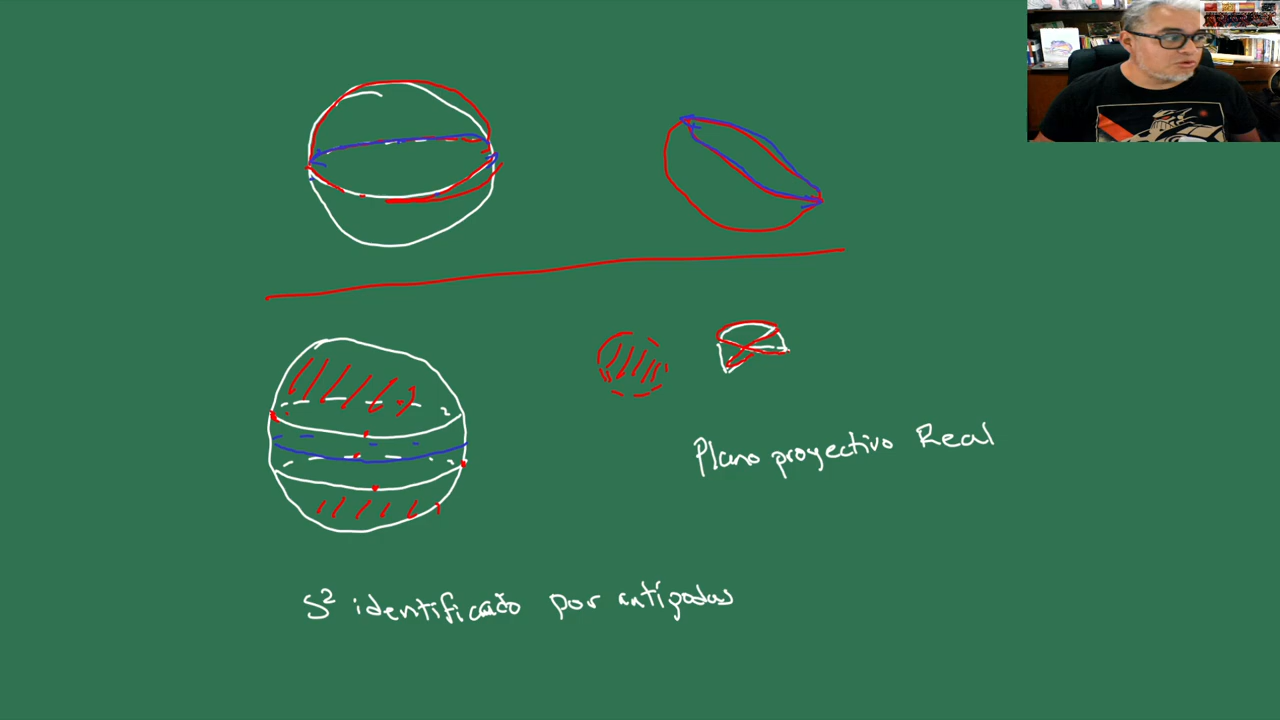 Plano proyectivo Real
S² identificado por antípodas